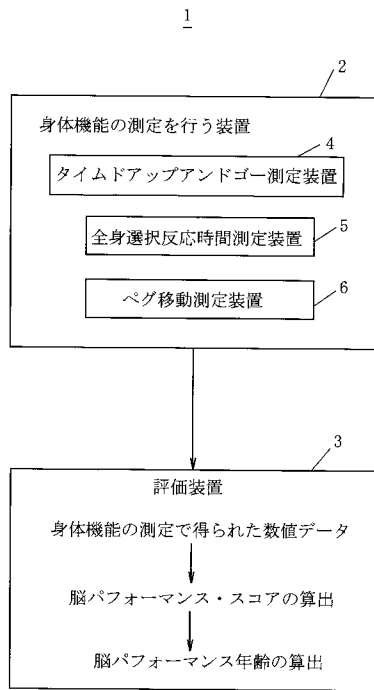 1
2
身体機能の測定を行う装置
4
タイムドアップアンドゴー測定装置
5
全身選択反応時間測定装置
6
ペグ移動測定装置
3
評価装置
身体機能の測定で得られた数値データ
脳パフォーマンス・スコアの算出
脳パフォーマンス年齢の算出